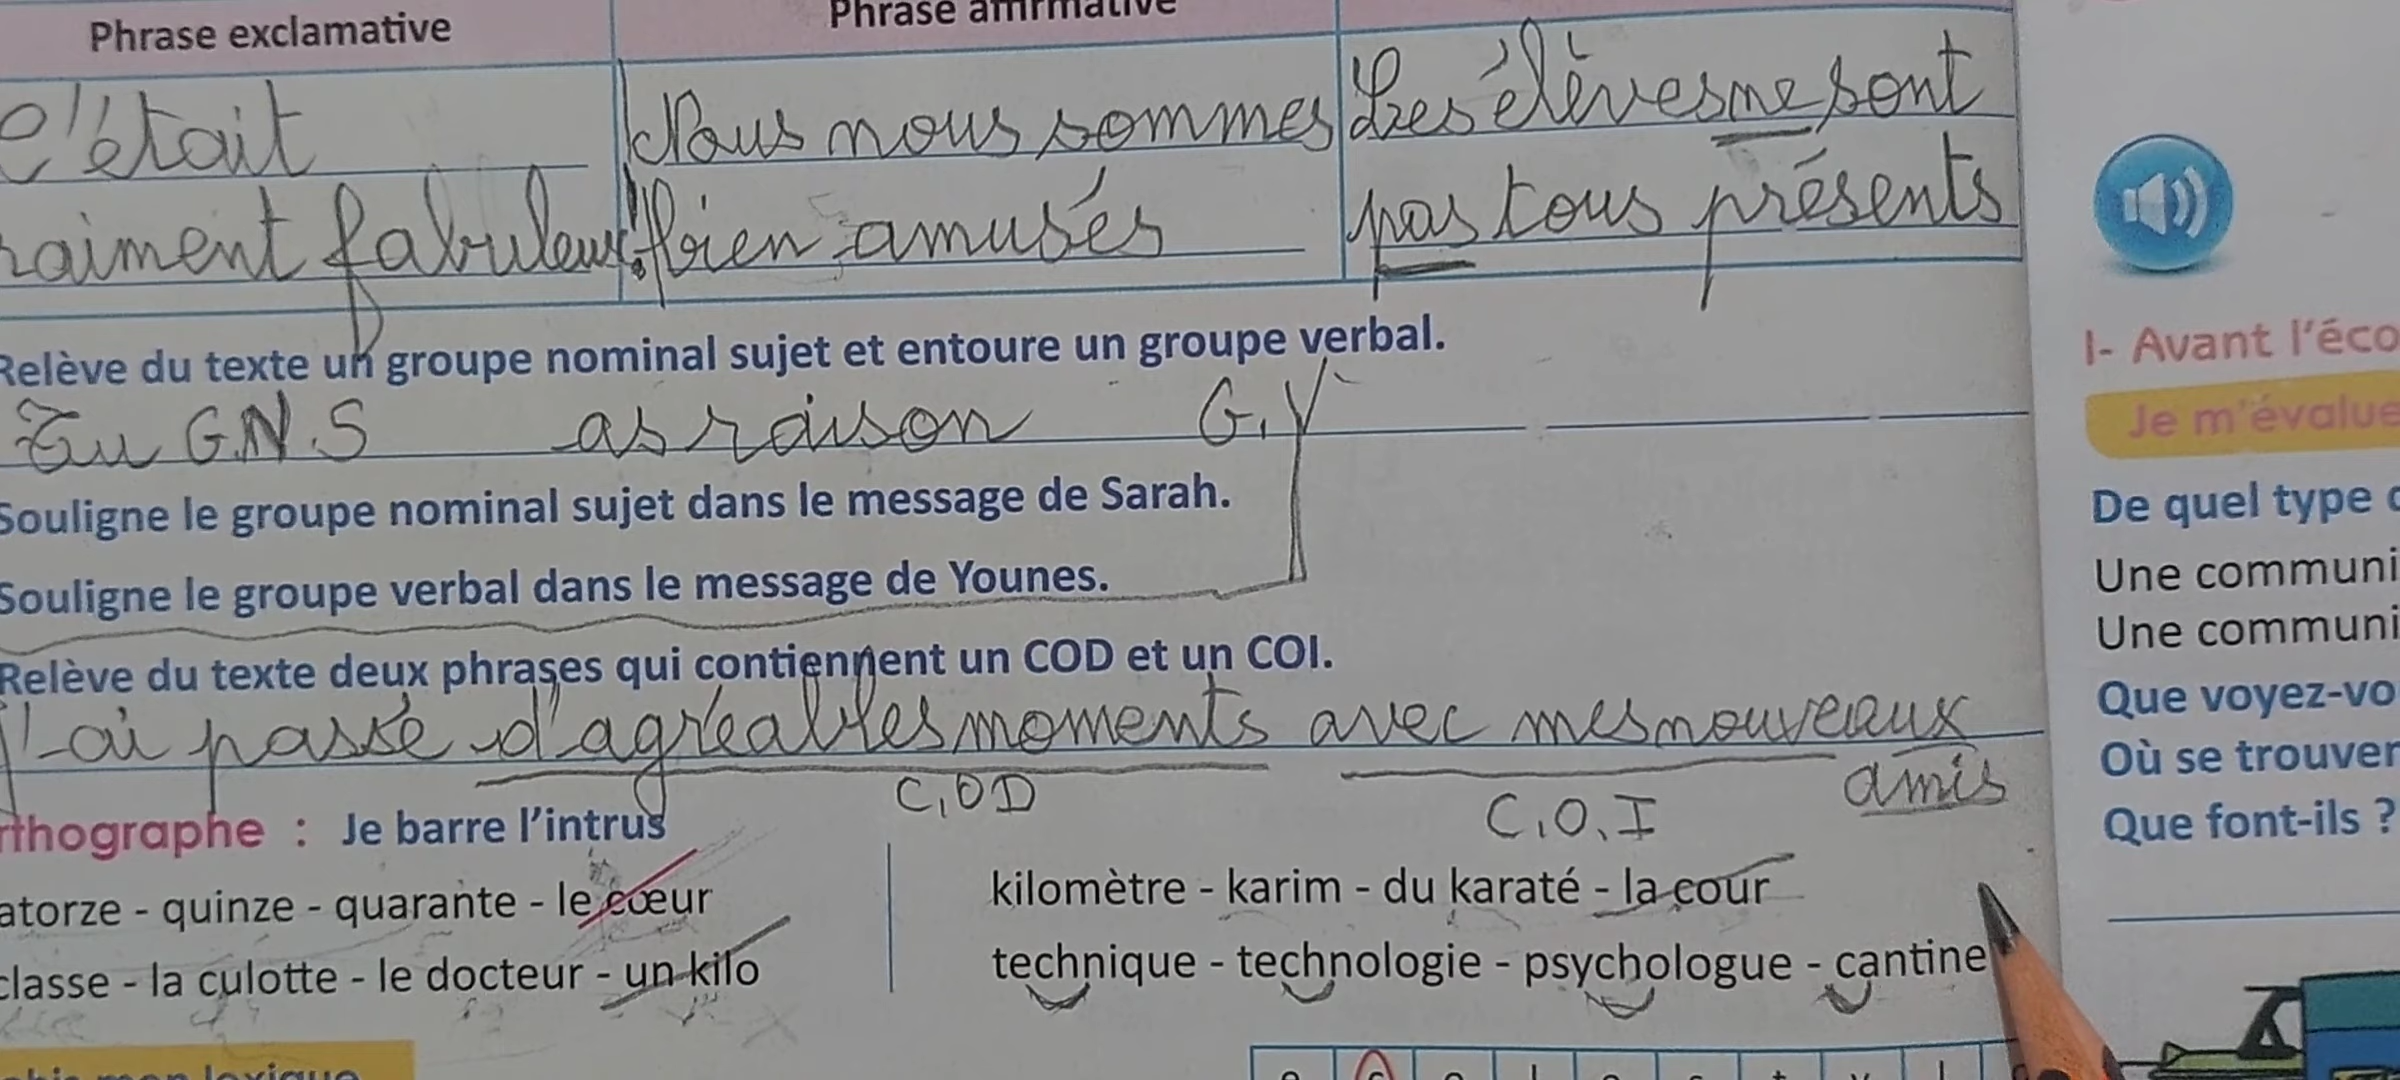 Phrase exclamative
Phrase affirmative
c'était
raiment fabuleux!
Nous nous sommes
bien amusés
Les élèves ne sont
pas tous présents
Relève du texte un groupe nominal sujet et entoure un groupe verbal.
Tu G.N.S as raison G.V
Souligne le groupe nominal sujet dans le message de Sarah.
Souligne le groupe verbal dans le message de Younes.
Relève du texte deux phrases qui contiennent un COD et un COI.
J'ai passé d'agréables moments avec mes nouveaux
amis
C.OD
C.O.I
rthographe : Je barre l'intrus
atorze - quinze - quarante - le cœur
classe - la culotte - le docteur - un kilo
kilomètre - karim - du karaté - la cour
technique - technologie - psychologue - cantine
I- Avant l'éco
Je m'évalue
De quel type
Une communi
Une communi
Que voyez-vo
Où se trouver
Que font-ils ?
mon lexique